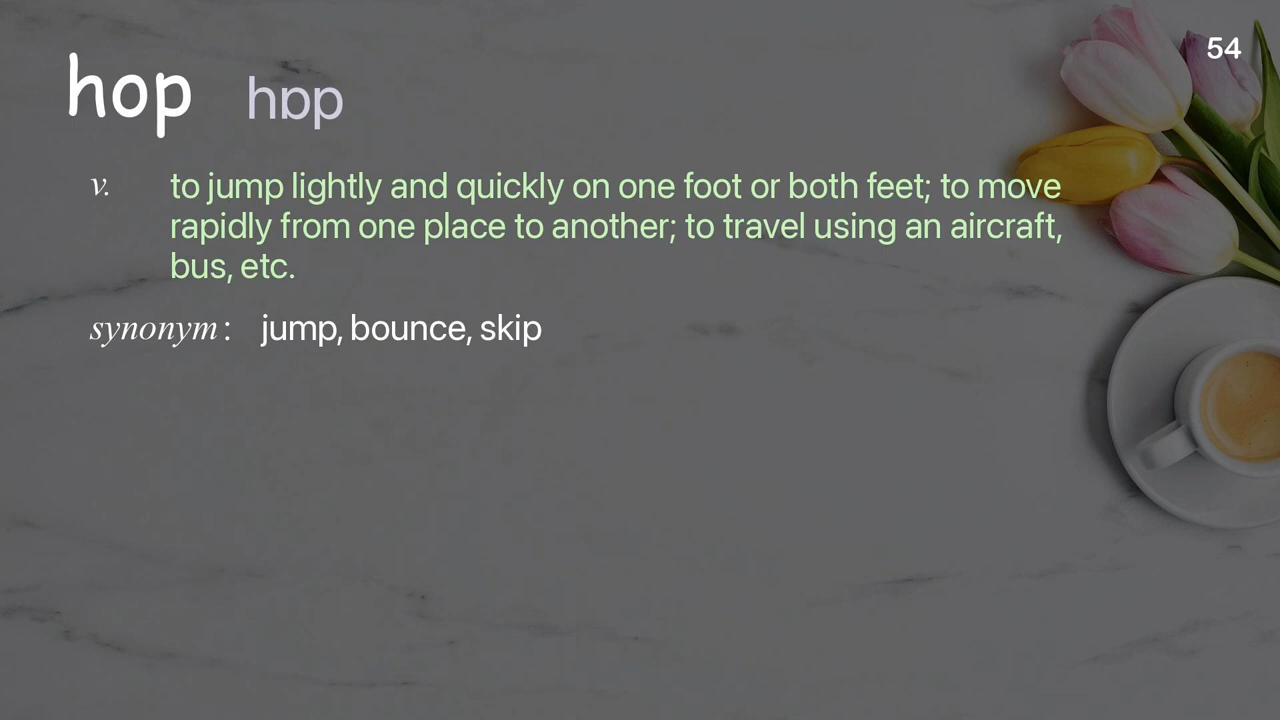 54
hop hɒp
v. to jump lightly and quickly on one foot or both feet; to move
rapidly from one place to another; to travel using an aircraft,
bus, etc.
synonym : jump, bounce, skip